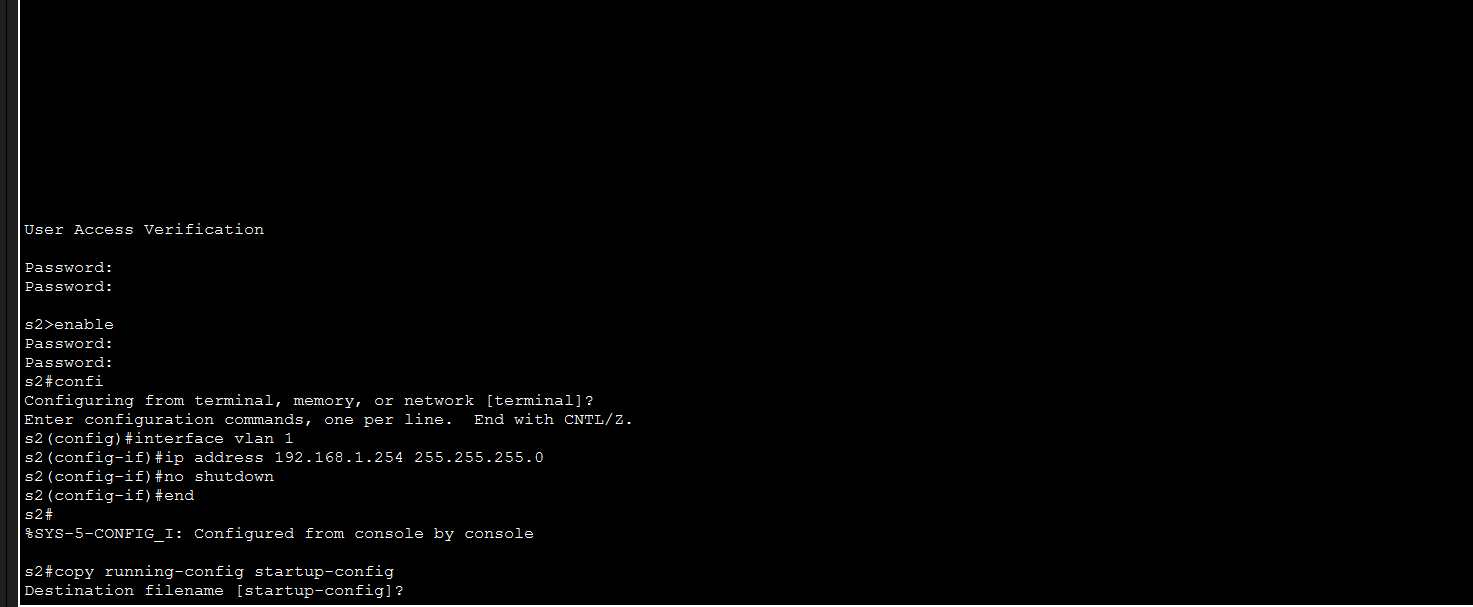 User Access Verification
Password:
Password:
s2>enable
Password:
Password:
s2#confi
Configuring from terminal, memory, or network [terminal]?
Enter configuration commands, one per line.  End with CNTL/Z.
s2(config)#interface vlan 1
s2(config-if)#ip address 192.168.1.254 255.255.255.0
s2(config-if)#no shutdown
s2(config-if)#end
s2#
%SYS-5-CONFIG_I: Configured from console by console
s2#copy running-config startup-config
Destination filename [startup-config]?